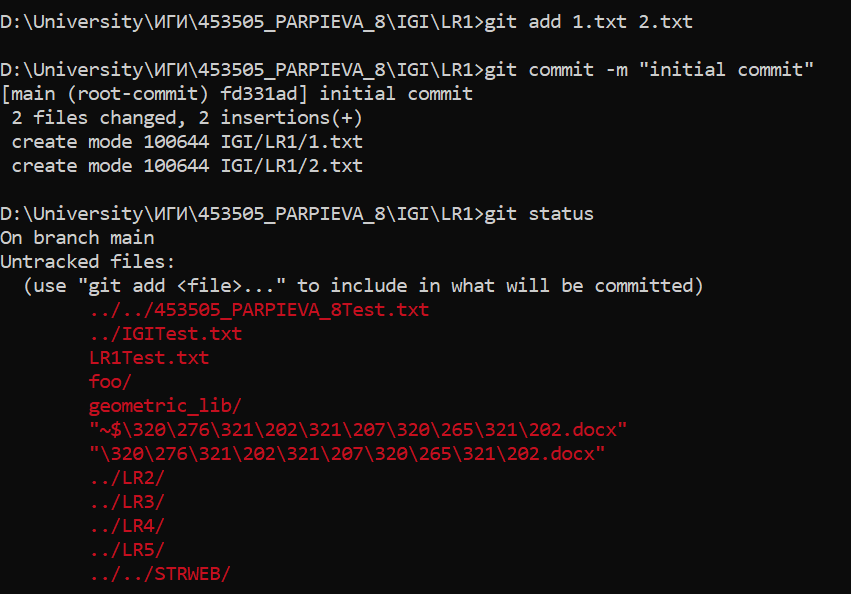 D:\University\ИГИ\453505_PARPIEVA_8\IGI\LR1>git add 1.txt 2.txt
D:\University\ИГИ\453505_PARPIEVA_8\IGI\LR1>git commit -m "initial commit"
[main (root-commit) fd331ad] initial commit
2 files changed, 2 insertions(+)
create mode 100644 IGI/LR1/1.txt
create mode 100644 IGI/LR1/2.txt
D:\University\ИГИ\453505_PARPIEVA_8\IGI\LR1>git status
On branch main
Untracked files:
(use "git add <file>..." to include in what will be committed)
../../453505_PARPIEVA_8Test.txt
../IGITest.txt
LR1Test.txt
foo/
geometric_lib/
"~$\320\276\321\202\321\207\320\265\321\202.docx"
"\320\276\321\202\321\207\320\265\321\202.docx"
../LR2/
../LR3/
../LR4/
../LR5/
../../STRWEB/